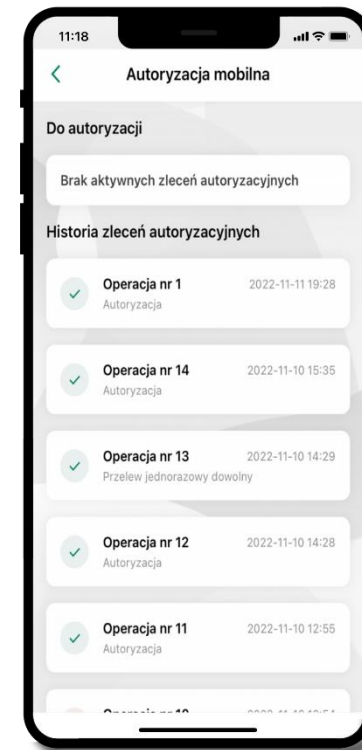 11:18
Autoryzacja mobilna
Do autoryzacji
Brak aktywnych zleceń autoryzacyjnych
Historia zleceń autoryzacyjnych
Operacja nr 1 2022-11-11 19:28
Autoryzacja
Operacja nr 14 2022-11-10 15:35
Autoryzacja
Operacja nr 13 2022-11-10 14:29
Przelew jednorazowy dowolny
Operacja nr 12 2022-11-10 14:28
Autoryzacja
Operacja nr 11 2022-11-10 12:55
Autoryzacja